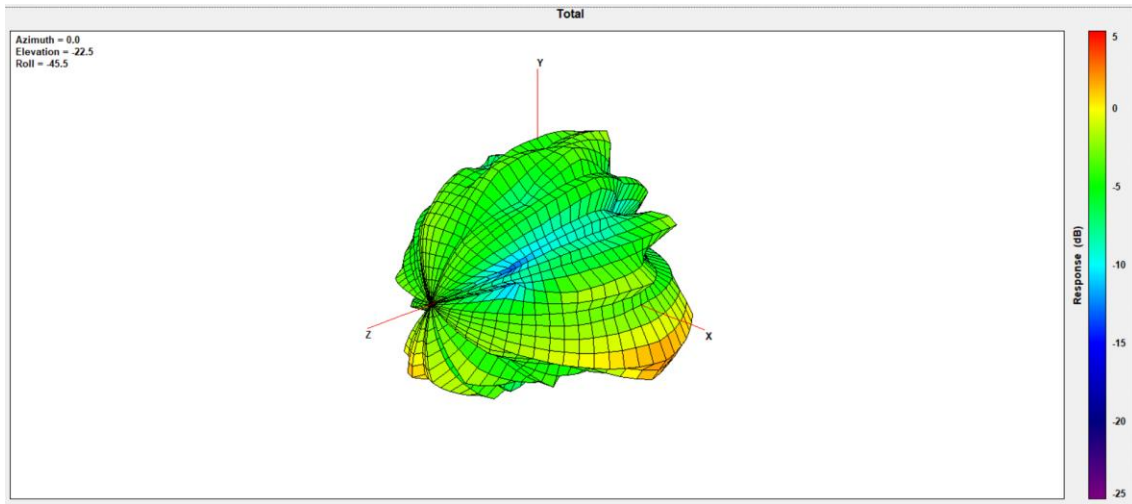 Total
Azimuth = 0.0
Elevation = -22.5
Roll = -45.5
Y
Z
X
5
0
-5
-10
-15
-20
-25
Response (dB)